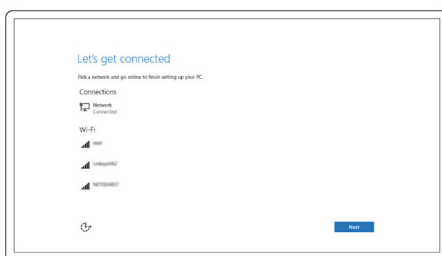 Let's get connected
Pick a network and go online to finish setting up your PC.
Connections
Network
Connected
Wi-Fi
Next